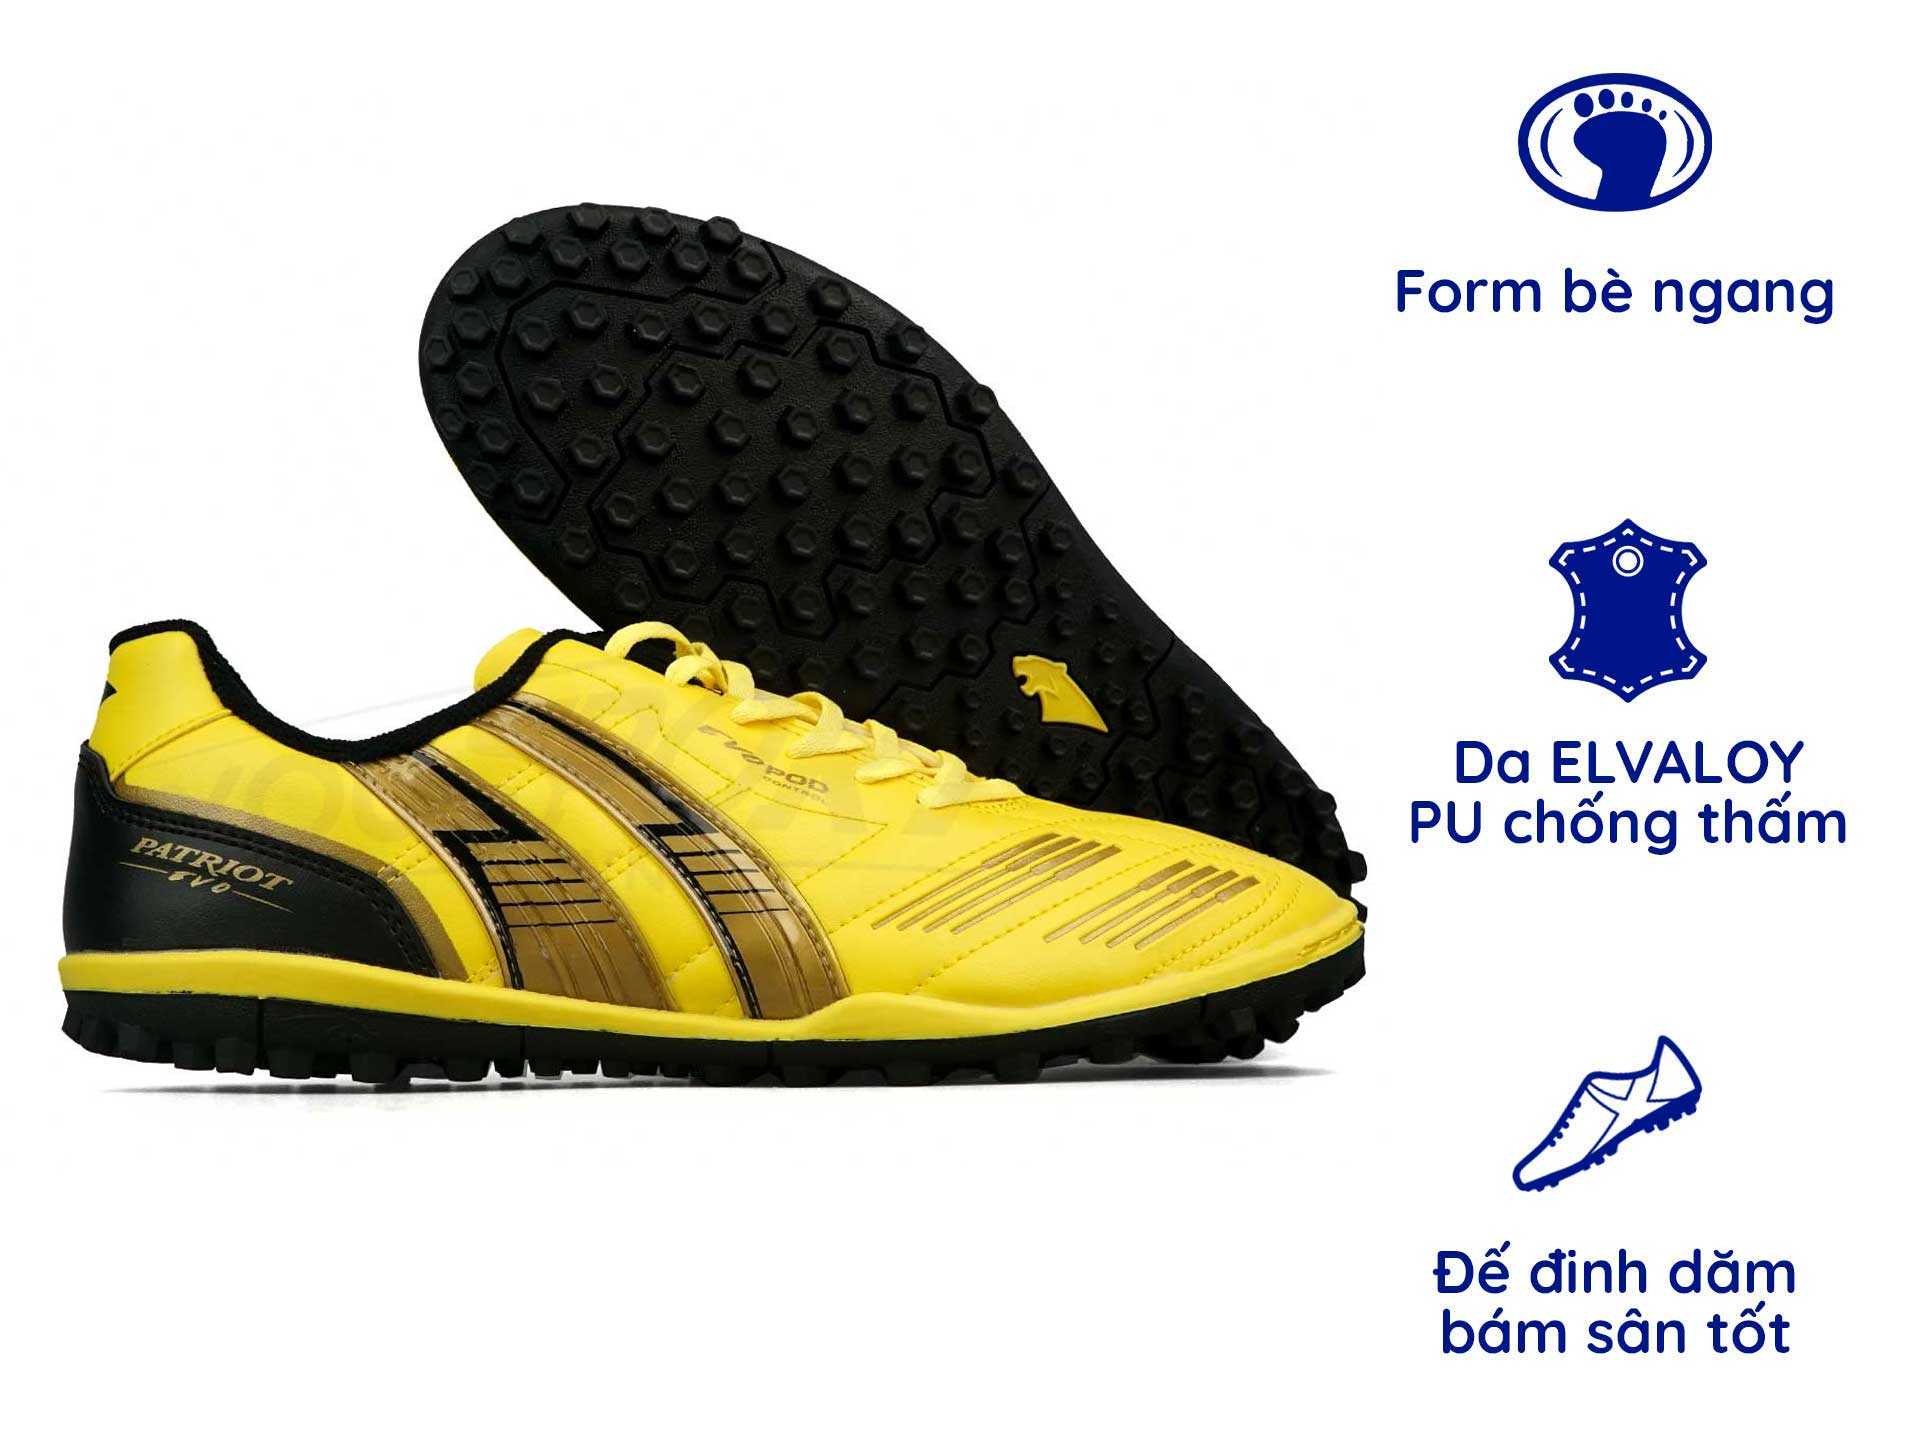 Form bè ngang
Da ELVALOY
PU chống thấm
Đế đinh dăm
bám sân tốt
EVOPOD
CONTROL
PATRIOT
evo